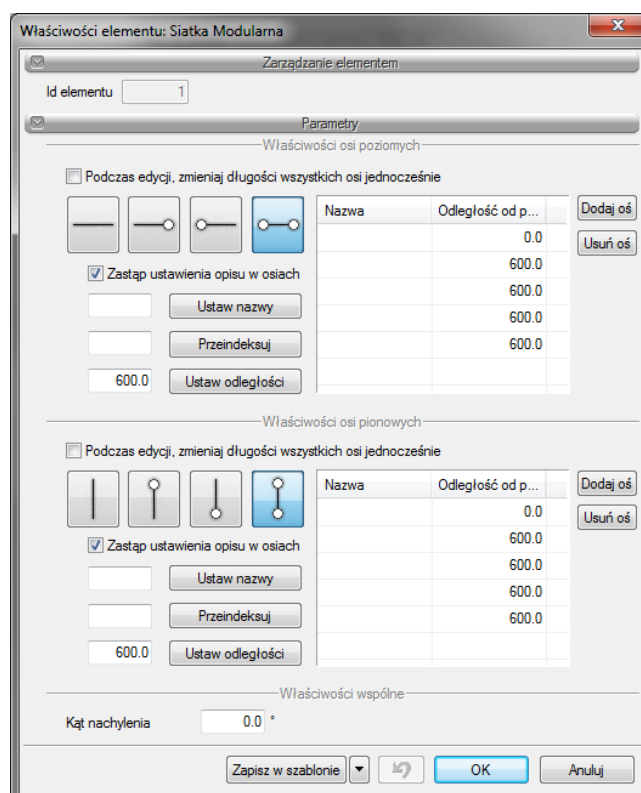 Właściwości elementu: Siatka Modularna
Zarządzanie elementem
Id elementu 1
Parametry
Właściwości osi poziomych
Podczas edycji, zmieniaj długości wszystkich osi jednocześnie
Nazwa Odległość od p... Dodaj oś
0.0 Usuń oś
Zastąp ustawienia opisu w osiach 600.0
600.0
Ustaw nazwy 600.0
Przeindeksuj 600.0
600.0 Ustaw odległości
Właściwości osi pionowych
Podczas edycji, zmieniaj długości wszystkich osi jednocześnie
Nazwa Odległość od p... Dodaj oś
0.0 Usuń oś
Zastąp ustawienia opisu w osiach 600.0
600.0
Ustaw nazwy 600.0
Przeindeksuj 600.0
600.0 Ustaw odległości
Właściwości wspólne
Kąt nachylenia 0.0 °
Zapisz w szablonie OK Anuluj